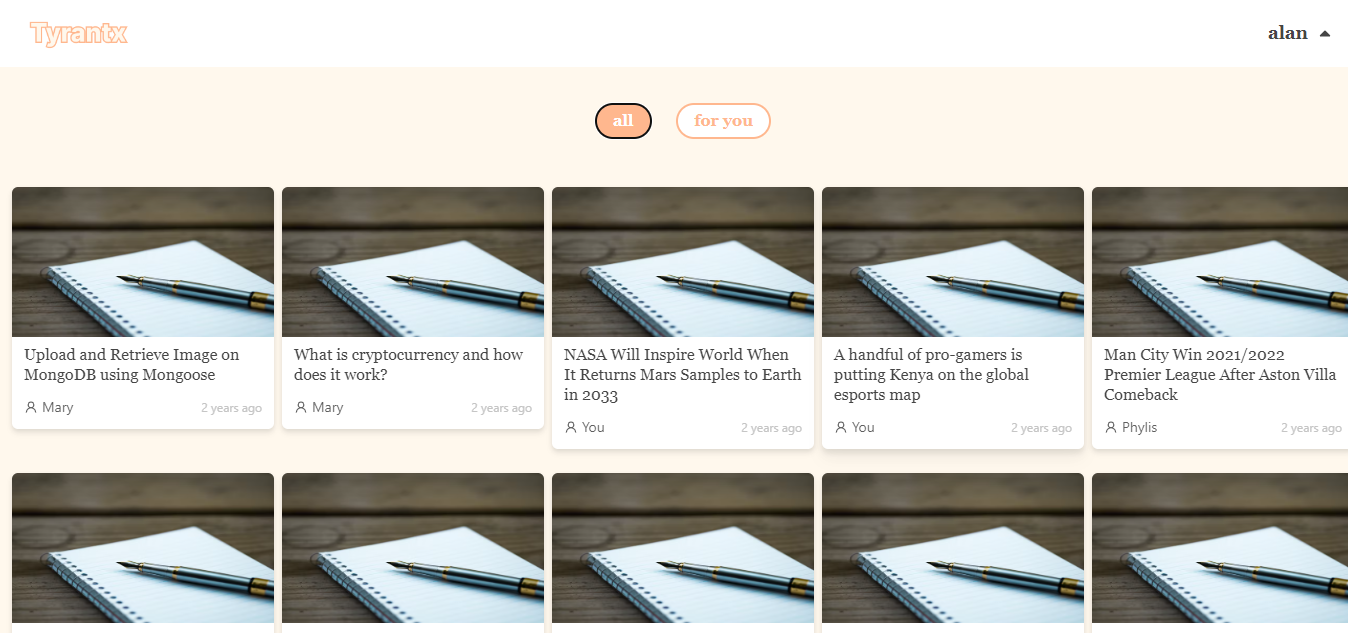 Tyrantx
alan
all
for you
Upload and Retrieve Image on
MongoDB using Mongoose
Mary
2 years ago
What is cryptocurrency and how
does it work?
Mary
2 years ago
NASA Will Inspire World When
It Returns Mars Samples to Earth
in 2033
You
2 years ago
A handful of pro-gamers is
putting Kenya on the global
esports map
You
2 years ago
Man City Win 2021/2022
Premier League After Aston Villa
Comeback
Phylis
2 years ago